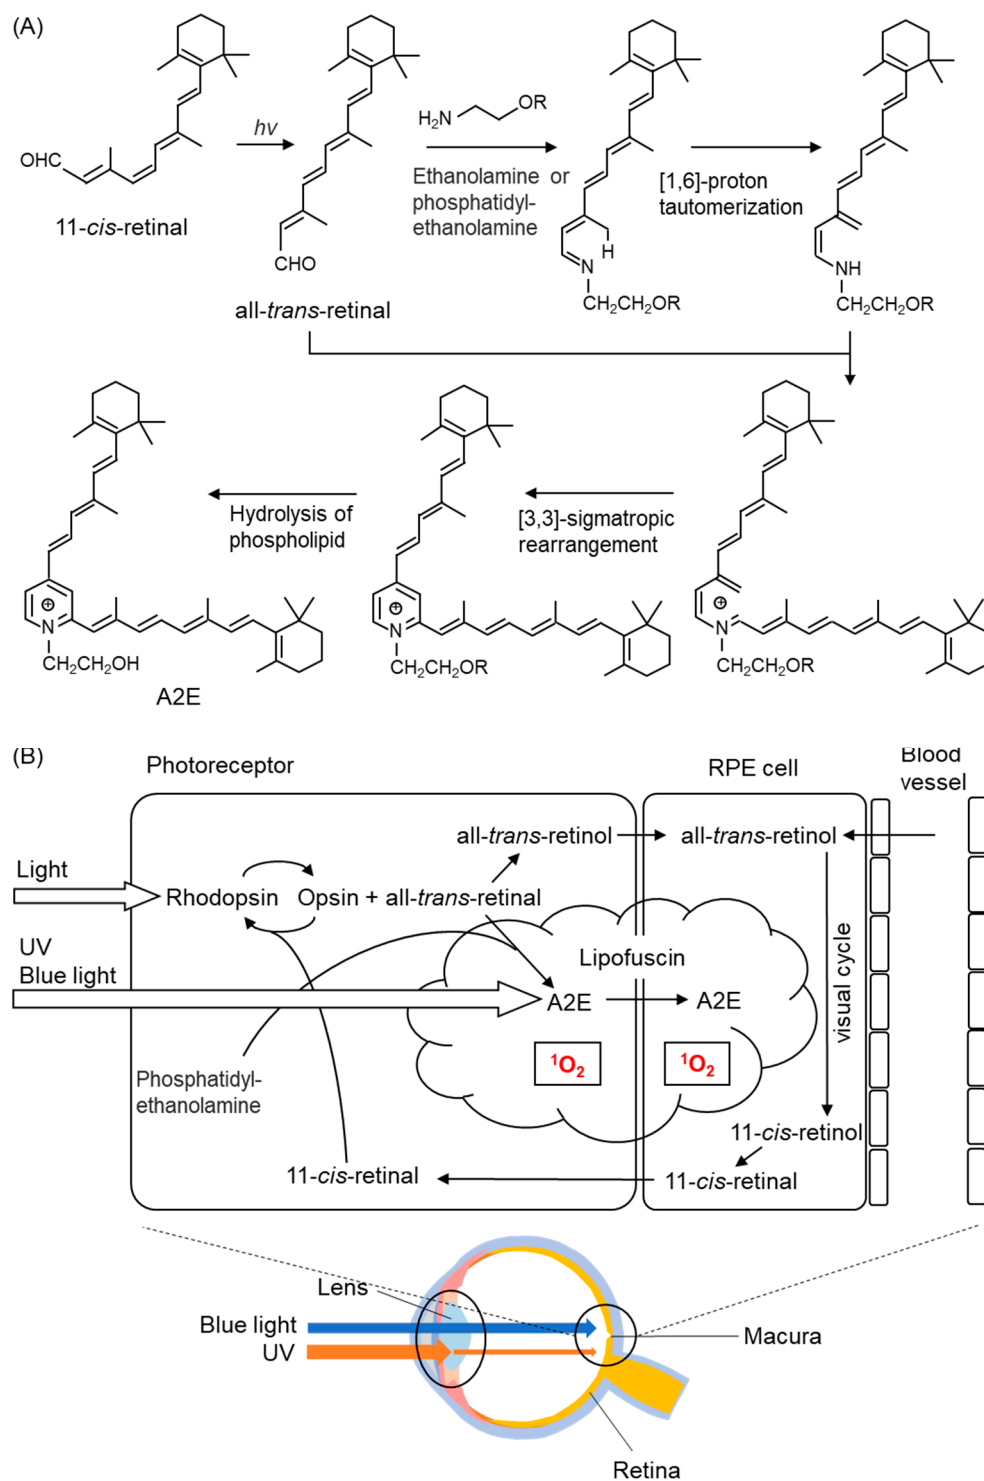 (A)
OHC
11-cis-retinal
hv
CHO
all-trans-retinal
H2N
OR
Ethanolamine or
phosphatidyl-
ethanolamine
H
N
CH2CH2OR
[1,6]-proton
tautomerization
NH
CH2CH2OR
N
CH2CH2OH
A2E
Hydrolysis of
phospholipid
N
CH2CH2OR
[3,3]-sigmatropic
rearrangement
N
CH2CH2OR
(B)
Photoreceptor
RPE cell
Blood
vessel
all-trans-retinol
all-trans-retinol
Light
Rhodopsin
Opsin + all-trans-retinal
UV
Blue light
Lipofuscin
A2E
A2E
visual cycle
1O2
1O2
Phosphatidyl-
ethanolamine
11-cis-retinol
11-cis-retinal
11-cis-retinal
Lens
Blue light
UV
Macura
Retina